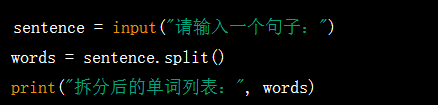 sentence = input("请输入一个句子：")
words = sentence.split()
print("拆分后的单词列表：", words)